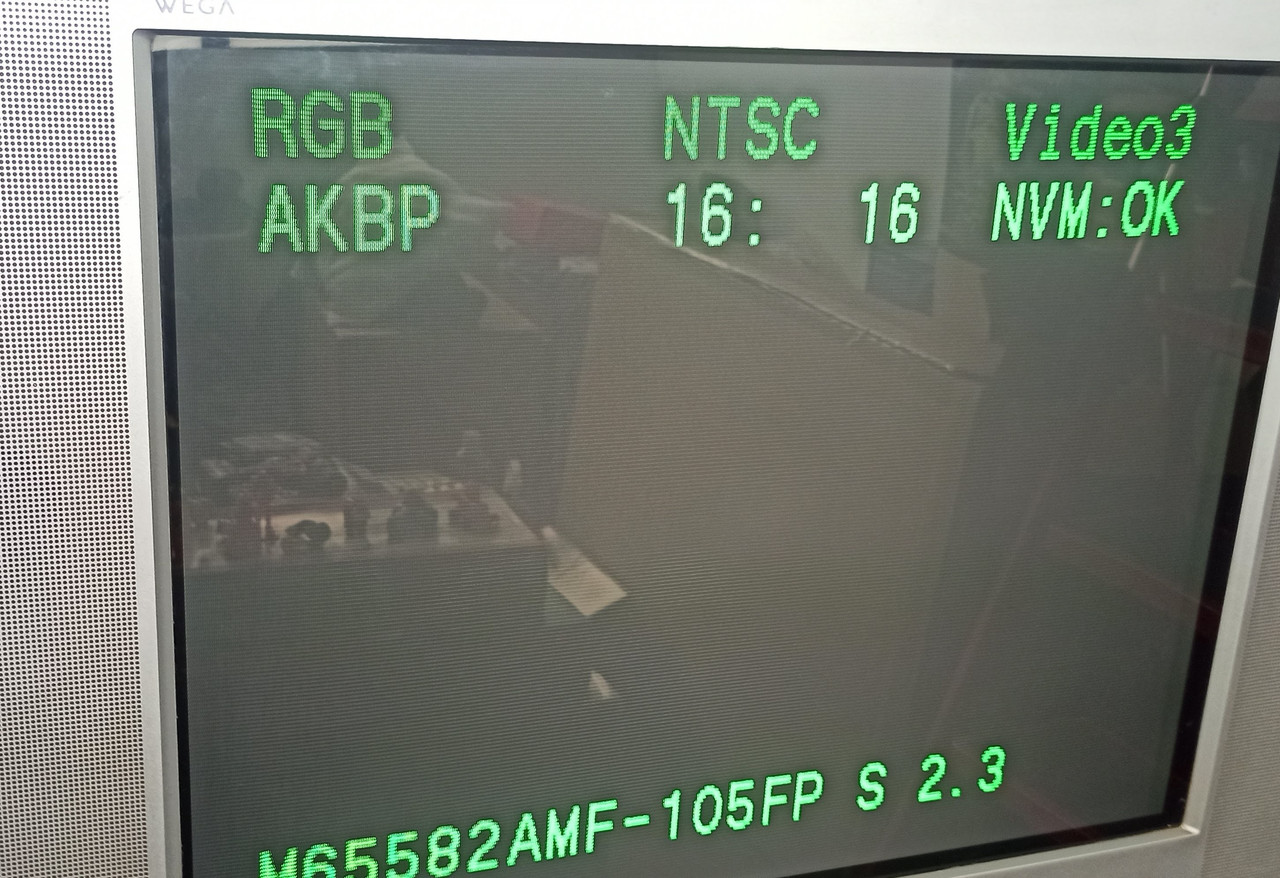 WEGA
RGB NTSC Video3
AKBP 16: 16 NVM:OK
M65582AMF-105FP S 2.3